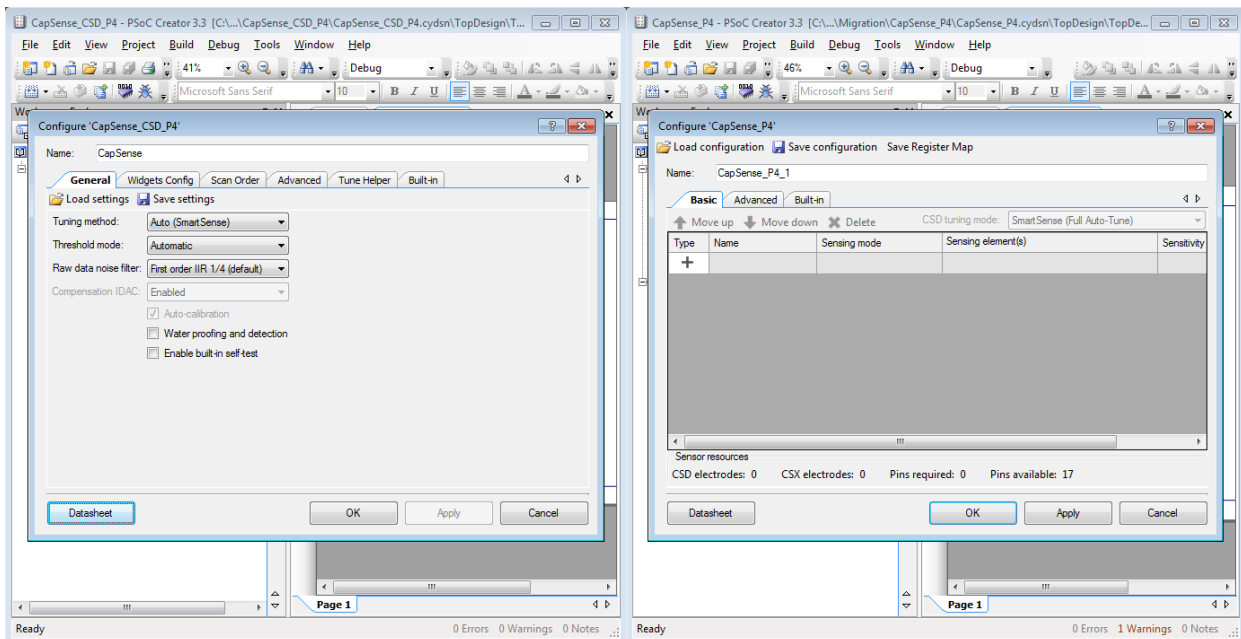 CapSense_CSD_P4 - PSoC Creator 3.3 [C:\...\CapSense_CSD_P4\CapSense_CSD_P4.cydsn\TopDesign\T...
File Edit View Project Build Debug Tools Window Help
41% Debug
Microsoft Sans Serif 10 B I U A
Configure 'CapSense_CSD_P4'
Name: CapSense
General Widgets Config Scan Order Advanced Tune Helper Built-in
Load settings Save settings
Tuning method: Auto (SmartSense)
Threshold mode: Automatic
Raw data noise filter: First order IIR 1/4 (default)
Compensation IDAC: Enabled
Auto-calibration
Water proofing and detection
Enable built-in self-test
Datasheet OK Apply Cancel
Page 1
Ready 0 Errors 0 Warnings 0 Notes
CapSense_P4 - PSoC Creator 3.3 [C:\...\Migration\CapSense_P4\CapSense_P4.cydsn\TopDesign\TopDe...
File Edit View Project Build Debug Tools Window Help
46% Debug
Microsoft Sans Serif 10 B I U A
Configure 'CapSense_P4'
Load configuration Save configuration Save Register Map
Name: CapSense_P4_1
Basic Advanced Built-in
Move up Move down Delete CSD tuning mode: SmartSense (Full Auto-Tune)
Type Name Sensing mode Sensing element(s) Sensitivity
Sensor resources
CSD electrodes: 0 CSX electrodes: 0 Pins required: 0 Pins available: 17
Datasheet OK Apply Cancel
Page 1
Ready 0 Errors 1 Warnings 0 Notes